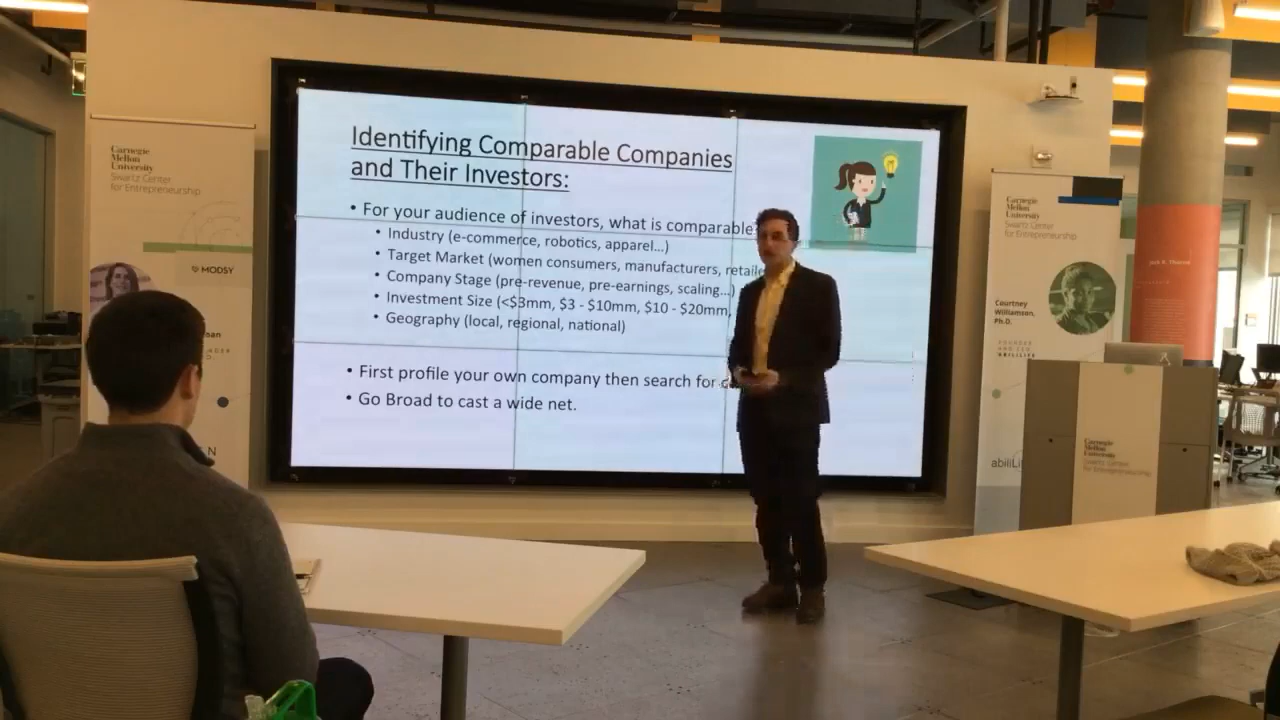 Identifying Comparable Companies
and Their Investors:
• For your audience of investors, what is comparable?
• Industry (e-commerce, robotics, apparel...)
• Target Market (women consumers, manufacturers,
• Company Stage (pre-revenue, pre-earnings, scaling...)
• Investment Size (<$3mm, $3 - $10mm, $10 - $20mm,
• Geography (local, regional, national)
• First profile your own company then search for
• Go Broad to cast a wide net.
Carnegie
Mellon
University
Swartz Center
for Entrepreneurship
MODSY
Carnegie
Mellon
University
Swartz Center
for Entrepreneurship
Courtney
Williamson,
Ph.D.
FOUNDER
AND CEO
ABILILIFE
Carnegie
Mellon
University
Swartz Center
for Entrepreneurship